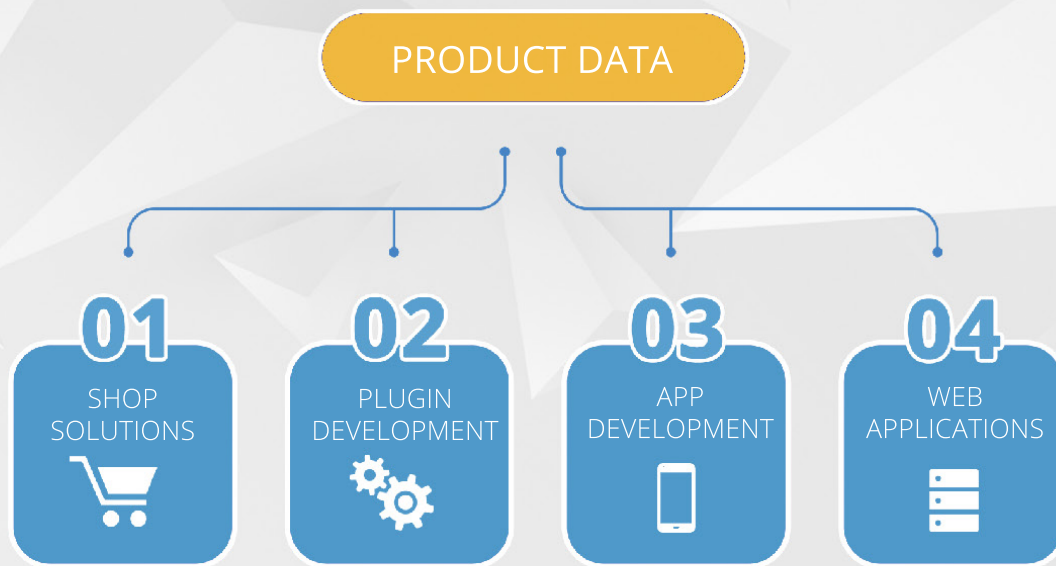 PRODUCT DATA
01
SHOP
SOLUTIONS
02
PLUGIN
DEVELOPMENT
03
APP
DEVELOPMENT
04
WEB
APPLICATIONS